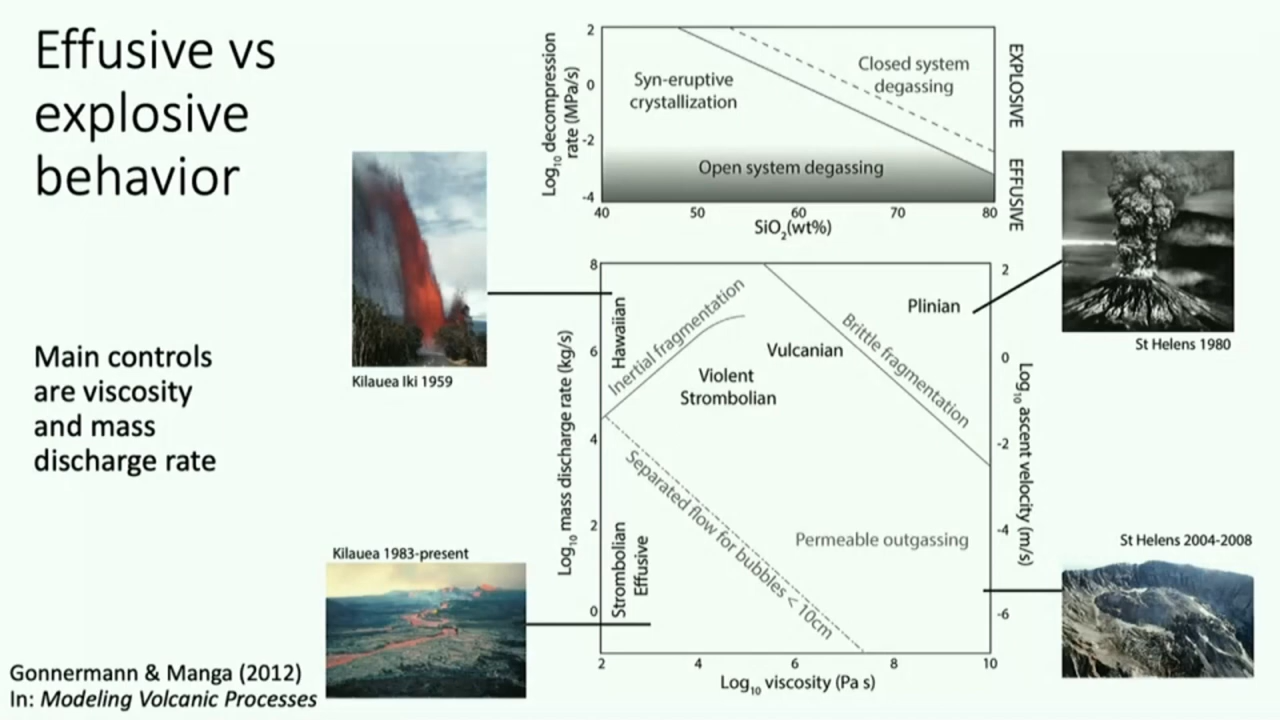 Effusive vs
explosive
behavior
Main controls
are viscosity
and mass
discharge rate
Gonnermann & Manga (2012)
In: Modeling Volcanic Processes
Kilauea Iki 1959
Kilauea 1983-present
St Helens 1980
St Helens 2004-2008
Log10 decompression
rate (MPa/s)
2
0
-2
-4
Syn-eruptive
crystallization
Closed system
degassing
Open system degassing
EXPLOSIVE
EFFUSIVE
40 50 60 70 80
SiO2(wt%)
Log10 mass discharge rate (kg/s)
8
6
4
2
0
Hawaiian
Inertial fragmentation
Violent
Strombolian
Vulcanian
Plinian
Brittle fragmentation
Separated flow for bubbles < 10cm
Permeable outgassing
Strombolian
Effusive
2
0
-2
-4
-6
Log10 ascent velocity (m/s)
2 4 6 8 10
Log10 viscosity (Pa s)